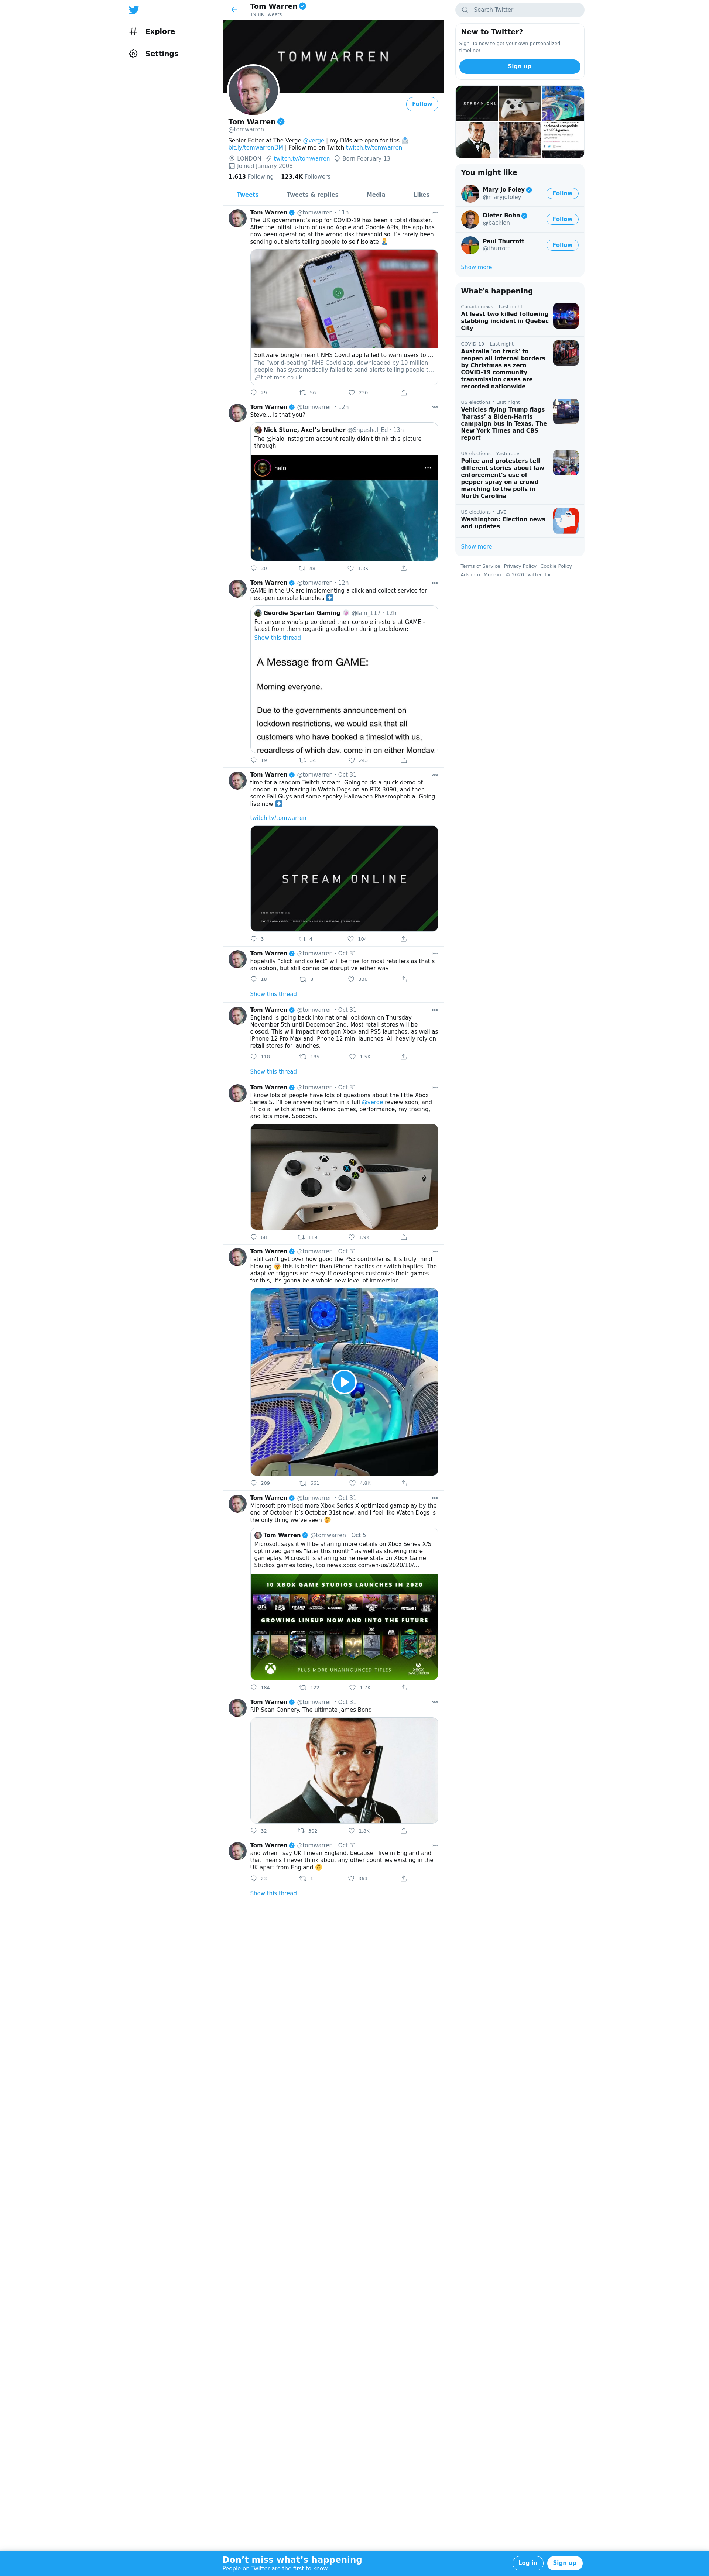 Explore
Settings
Tom Warren
19.8K Tweets
TOMWARREN
Follow
Tom Warren
@tomwarren
Senior Editor at The Verge @verge | my DMs are open for tips
bit.ly/tomwarrenDM | Follow me on Twitch twitch.tv/tomwarren
LONDON twitch.tv/tomwarren Born February 13
Joined January 2008
1,613 Following 123.4K Followers
Tweets Tweets & replies Media Likes
Tom Warren @tomwarren · 11h
The UK government's app for COVID-19 has been a total disaster.
After the initial u-turn of using Apple and Google APIs, the app has
now been operating at the wrong risk threshold so it's rarely been
sending out alerts telling people to self isolate
Software bungle meant NHS Covid app failed to warn users to ...
The "world-beating" NHS Covid app, downloaded by 19 million
people, has systematically failed to send alerts telling people t...
thetimes.co.uk
29 56 230
Tom Warren @tomwarren · 12h
Steve... is that you?
Nick Stone, Axel's brother @Shpeshal_Ed · 13h
The @Halo Instagram account really didn't think this picture
through
halo
30 40 1.3K
Tom Warren @tomwarren · 12h
GAME in the UK are implementing a click and collect service for
next-gen console launches
Geordie Spartan Gaming @Iain_117 · 12h
For anyone who's preordered their console in-store at GAME -
latest from them regarding collection during Lockdown:
Show this thread
A Message from GAME:
Morning everyone.
Due to the governments announcement on
lockdown restrictions, we would ask that all
customers who have booked a timeslot with us,
regardless of which day, come in on either Monday
19 34 243
Tom Warren @tomwarren · Oct 31
time for a random Twitch stream. Going to do a quick demo of
London in ray tracing in Watch Dogs on an RTX 3090, and then
some Fall Guys and some spooky Halloween Phasmophobia. Going
live now
twitch.tv/tomwarren
STREAM ONLINE
3 4 104
Tom Warren @tomwarren · Oct 31
hopefully "click and collect" will be fine for most retailers as that's
an option, but still gonna be disruptive either way
18 8 336
Show this thread
Tom Warren @tomwarren · Oct 31
England is going back into national lockdown on Thursday
November 5th until December 2nd. Most retail stores will be
closed. This will impact next-gen Xbox and PS5 launches, as well as
iPhone 12 Pro Max and iPhone 12 mini launches. All heavily rely on
retail stores for launches.
118 185 1.5K
Show this thread
Tom Warren @tomwarren · Oct 31
I know lots of people have lots of questions about the little Xbox
Series S. I'll be answering them in a full @verge review soon, and
I'll do a Twitch stream to demo games, performance, ray tracing,
and lots more. Sooooon.
68 119 1.9K
Tom Warren @tomwarren · Oct 31
I still can't get over how good the PS5 controller is. It's truly mind
blowing this is better than iPhone haptics or switch haptics. The
adaptive triggers are crazy. If developers customize their games
for this, it's gonna be a whole new level of immersion
209 661 4.8K
Tom Warren @tomwarren · Oct 31
Microsoft promised more Xbox Series X optimized gameplay by the
end of October. It's October 31st now, and I feel like Watch Dogs is
the only thing we've seen
Tom Warren @tomwarren · Oct 5
Microsoft says it will be sharing more details on Xbox Series X/S
optimized games "later this month" as well as showing more
gameplay. Microsoft is sharing some new stats on Xbox Game
Studios games today, too news.xbox.com/en-us/2020/10/...
10 XBOX GAME STUDIOS LAUNCHES IN 2020
GROWING LINEUP NOW AND INTO THE FUTURE
PLUS MORE UNANNOUNCED TITLES
184 122 1.7K
Tom Warren @tomwarren · Oct 31
RIP Sean Connery. The ultimate James Bond
32 302 1.8K
Tom Warren @tomwarren · Oct 31
and when I say UK I mean England, because I live in England and
that means I never think about any other countries existing in the
UK apart from England
23 1 363
Show this thread
Search Twitter
New to Twitter?
Sign up now to get your own personalized
timeline!
Sign up
STREAM ONL
backward compatible
with PS4 games
You might like
Mary Jo Foley
@maryjofoley
Follow
Dieter Bohn
@backlon
Follow
Paul Thurrott
@thurrott
Follow
Show more
What's happening
Canada news · Last night
At least two killed following
stabbing incident in Quebec
City
COVID-19 · Last night
Australia 'on track' to
reopen all internal borders
by Christmas as zero
COVID-19 community
transmission cases are
recorded nationwide
US elections · Last night
Vehicles flying Trump flags
'harass' a Biden-Harris
campaign bus in Texas, The
New York Times and CBS
report
US elections · Yesterday
Police and protesters tell
different stories about law
enforcement's use of
pepper spray on a crowd
marching to the polls in
North Carolina
US elections · LIVE
Washington: Election news
and updates
Show more
Terms of Service Privacy Policy Cookie Policy
Ads info More © 2020 Twitter, Inc.
Don't miss what's happening
People on Twitter are the first to know.
Log in Sign up